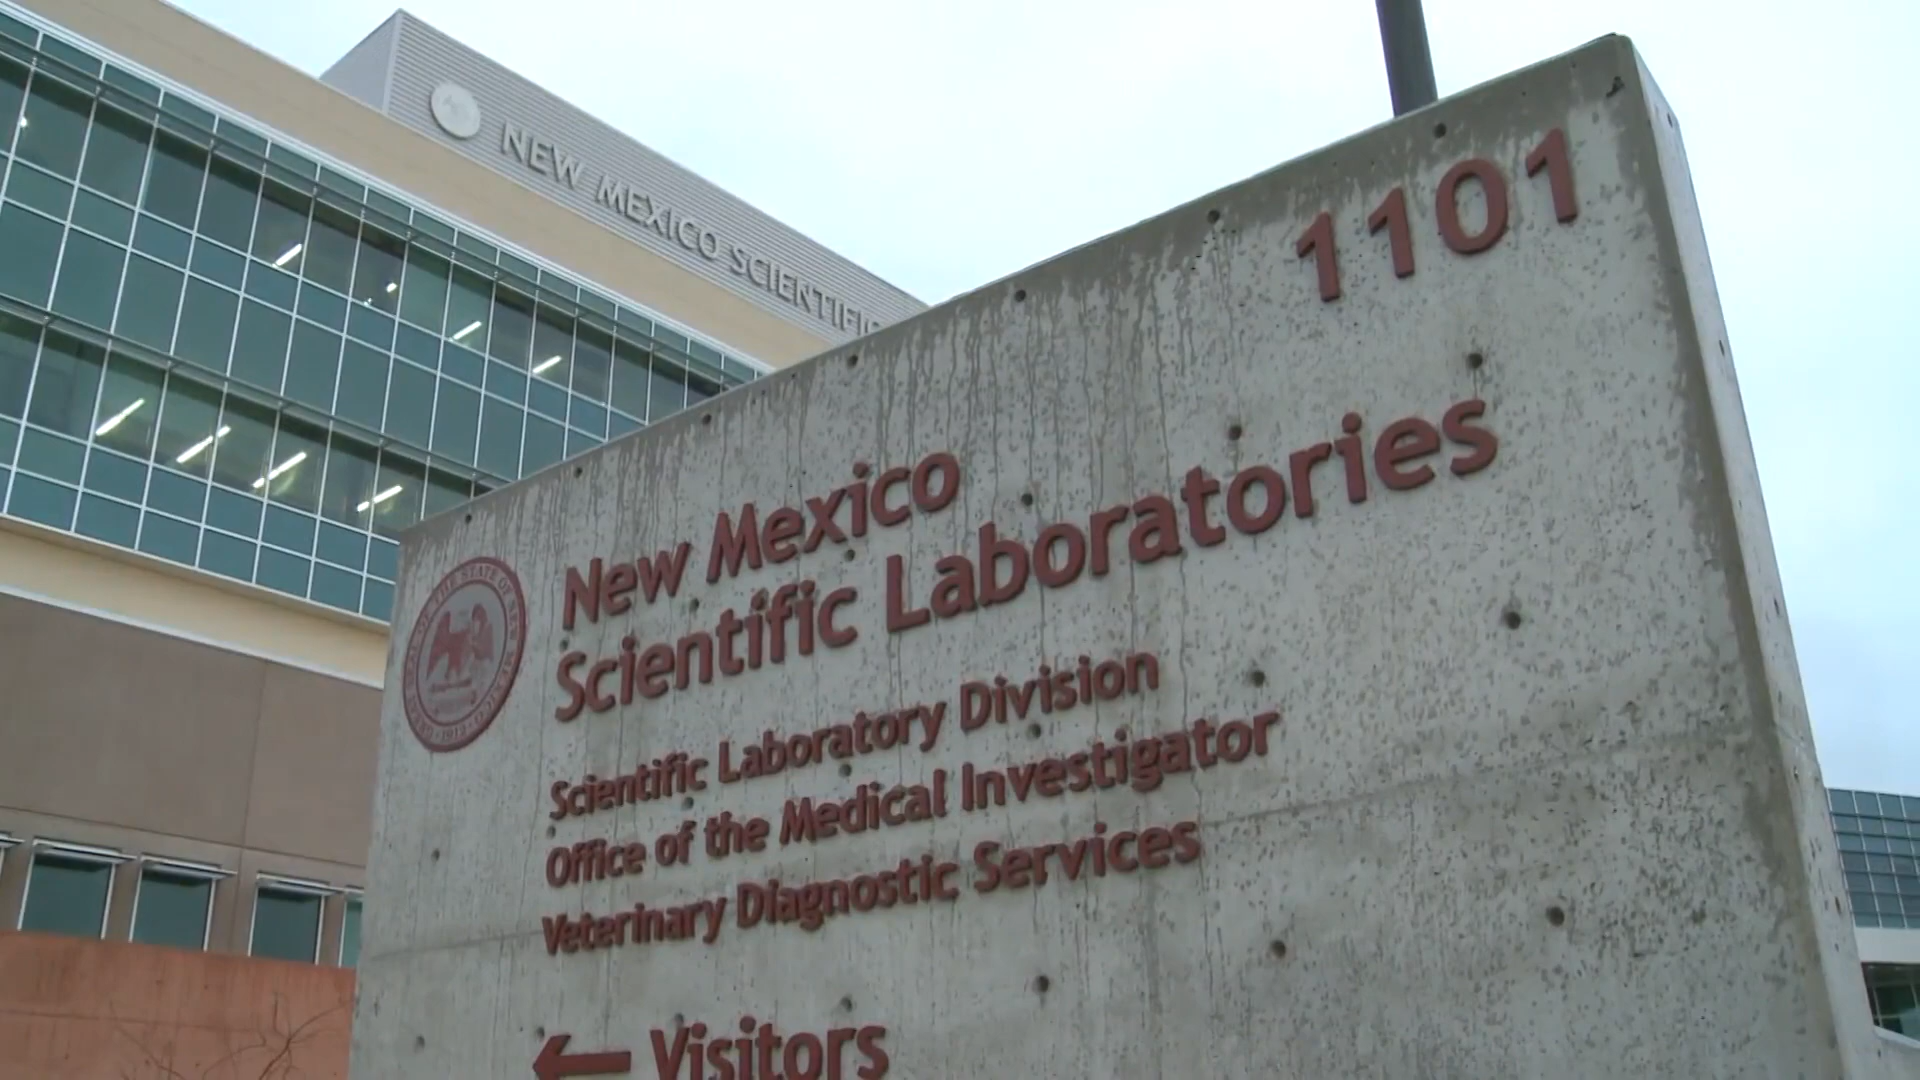 NEW MEXICO SCIENTIFIC
1101
New Mexico
Scientific Laboratories
Scientific Laboratory Division
Office of the Medical Investigator
Veterinary Diagnostic Services
← Visitors